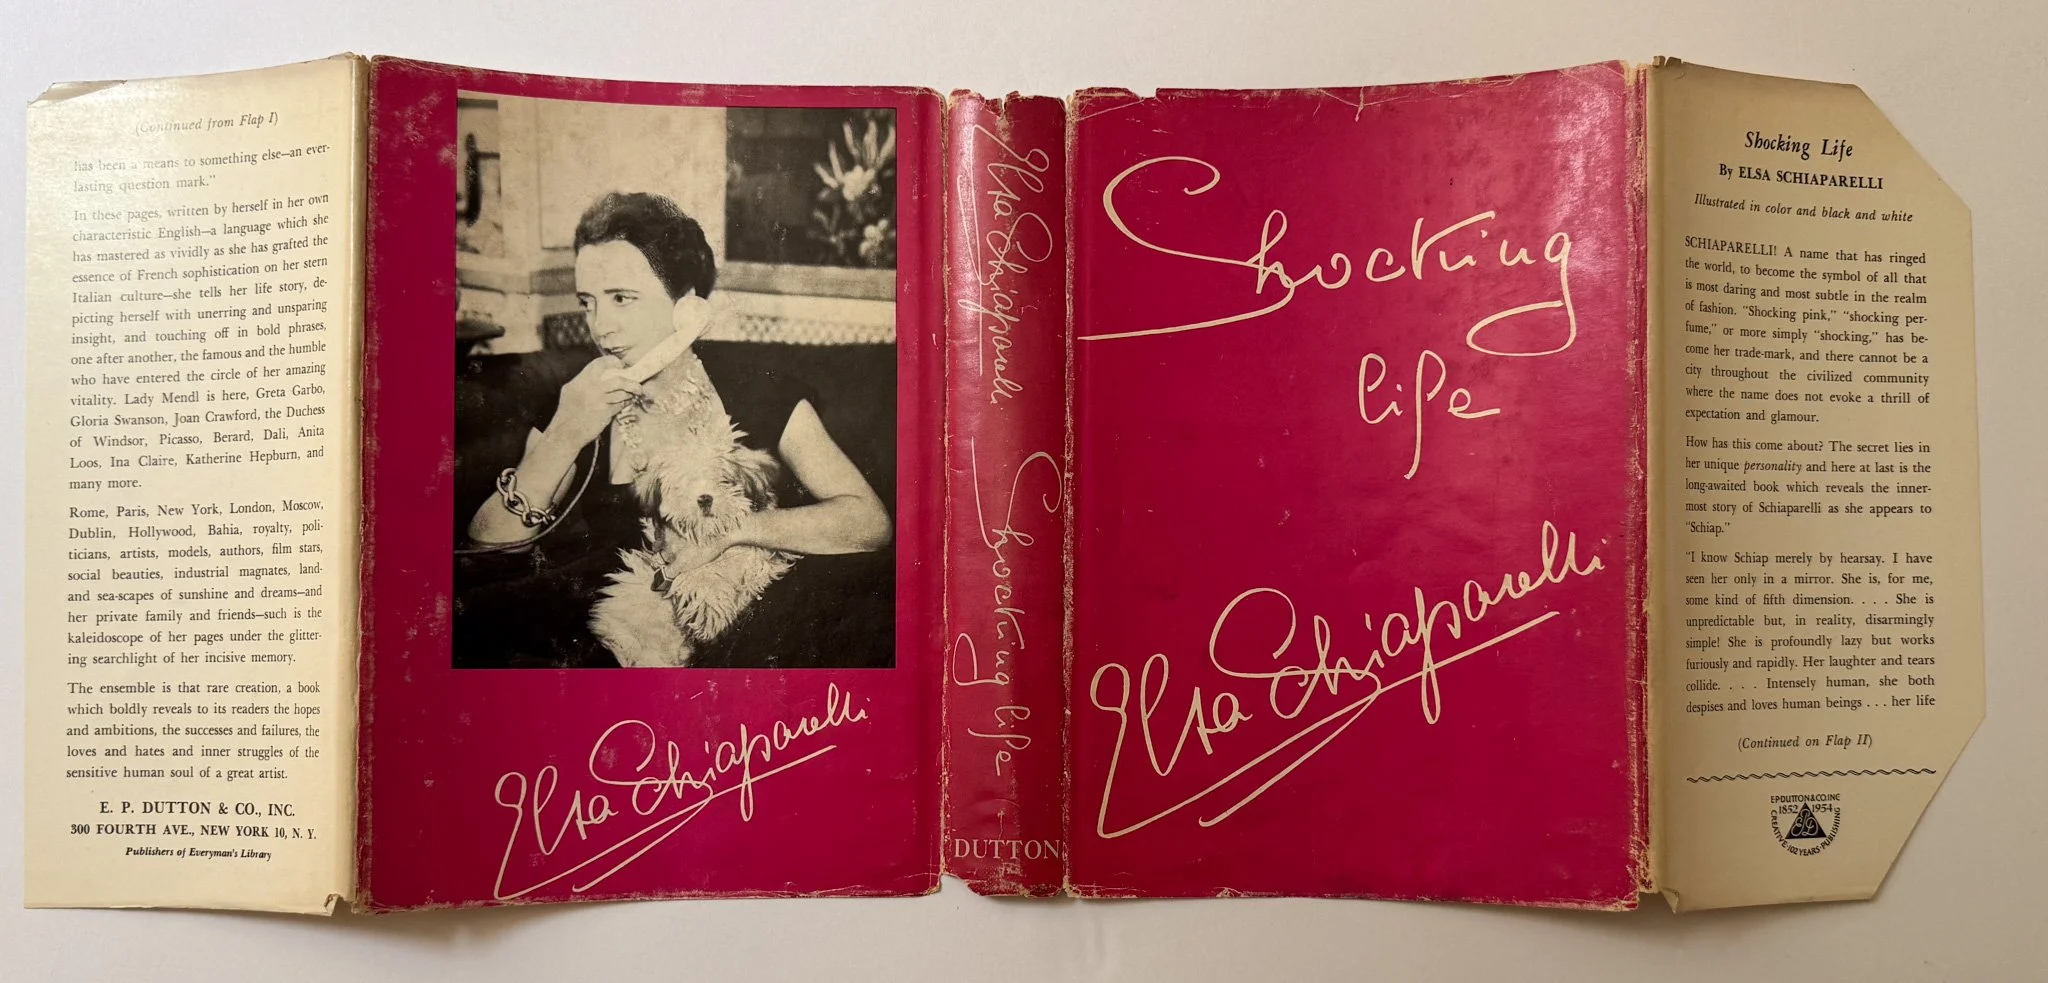 (Continued from Flap I)
has been a means to something else—an ever-
lasting question mark."
In these pages, written by herself in her own
characteristic English—a language which she
has mastered as vividly as she has grafted the
essence of French sophistication on her stern
Italian culture—she tells her life story, de-
picting herself with unerring and unsparing
insight, and touching off in bold phrases,
one after another, the famous and the humble
who have entered the circle of her amazing
vitality. Lady Mendl is here, Greta Garbo,
Gloria Swanson, Joan Crawford, the Duchess
of Windsor, Picasso, Berard, Dali, Anita
Loos, Ina Claire, Katherine Hepburn, and
many more.
Rome, Paris, New York, London, Moscow,
Dublin, Hollywood, Bahia, royalty, poli-
ticians, artists, models, authors, film stars,
social beauties, industrial magnates, land-
and sea-scapes of sunshine and dreams—and
her private family and friends—such is the
kaleidoscope of her pages under the glitter-
ing searchlight of her incisive memory.
The ensemble is that rare creation, a book
which boldly reveals to its readers the hopes
and ambitions, the successes and failures, the
loves and hates and inner struggles of the
sensitive human soul of a great artist.
E. P. DUTTON & CO., INC.
300 FOURTH AVE., NEW YORK 10, N. Y.
Publishers of Everyman's Library
Elsa Schiaparelli
Elsa Schiaparelli
Shocking life
DUTTON
Shocking
life
Elsa Schiaparelli
Shocking Life
By ELSA SCHIAPARELLI
Illustrated in color and black and white
SCHIAPARELLI! A name that has ringed
the world, to become the symbol of all that
is most daring and most subtle in the realm
of fashion. "Shocking pink," "shocking per-
fume," or more simply "shocking," has be-
come her trade-mark, and there cannot be a
city throughout the civilized community
where the name does not evoke a thrill of
expectation and glamour.
How has this come about? The secret lies in
her unique personality and here at last is the
long-awaited book which reveals the inner-
most story of Schiaparelli as she appears to
"Schiap."
"I know Schiap merely by hearsay. I have
seen her only in a mirror. She is, for me,
some kind of fifth dimension. . . . She is
unpredictable but, in reality, disarmingly
simple! She is profoundly lazy but works
furiously and rapidly. Her laughter and tears
collide. . . . Intensely human, she both
despises and loves human beings . . . her life
(Continued on Flap II)
E·P·DUTTON & CO·INC
1852 1954
CREATIVE·102 YEARS·PUBLISHING